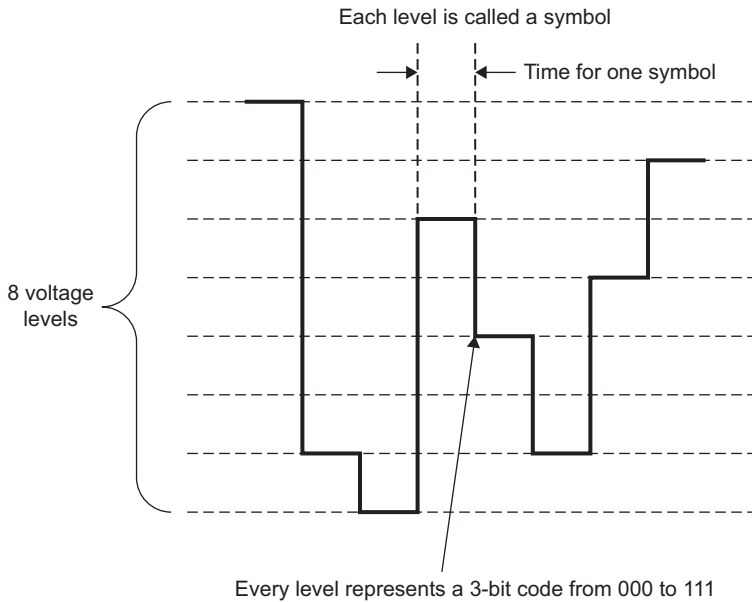 Each level is called a symbol
Time for one symbol
8 voltage
levels
Every level represents a 3-bit code from 000 to 111